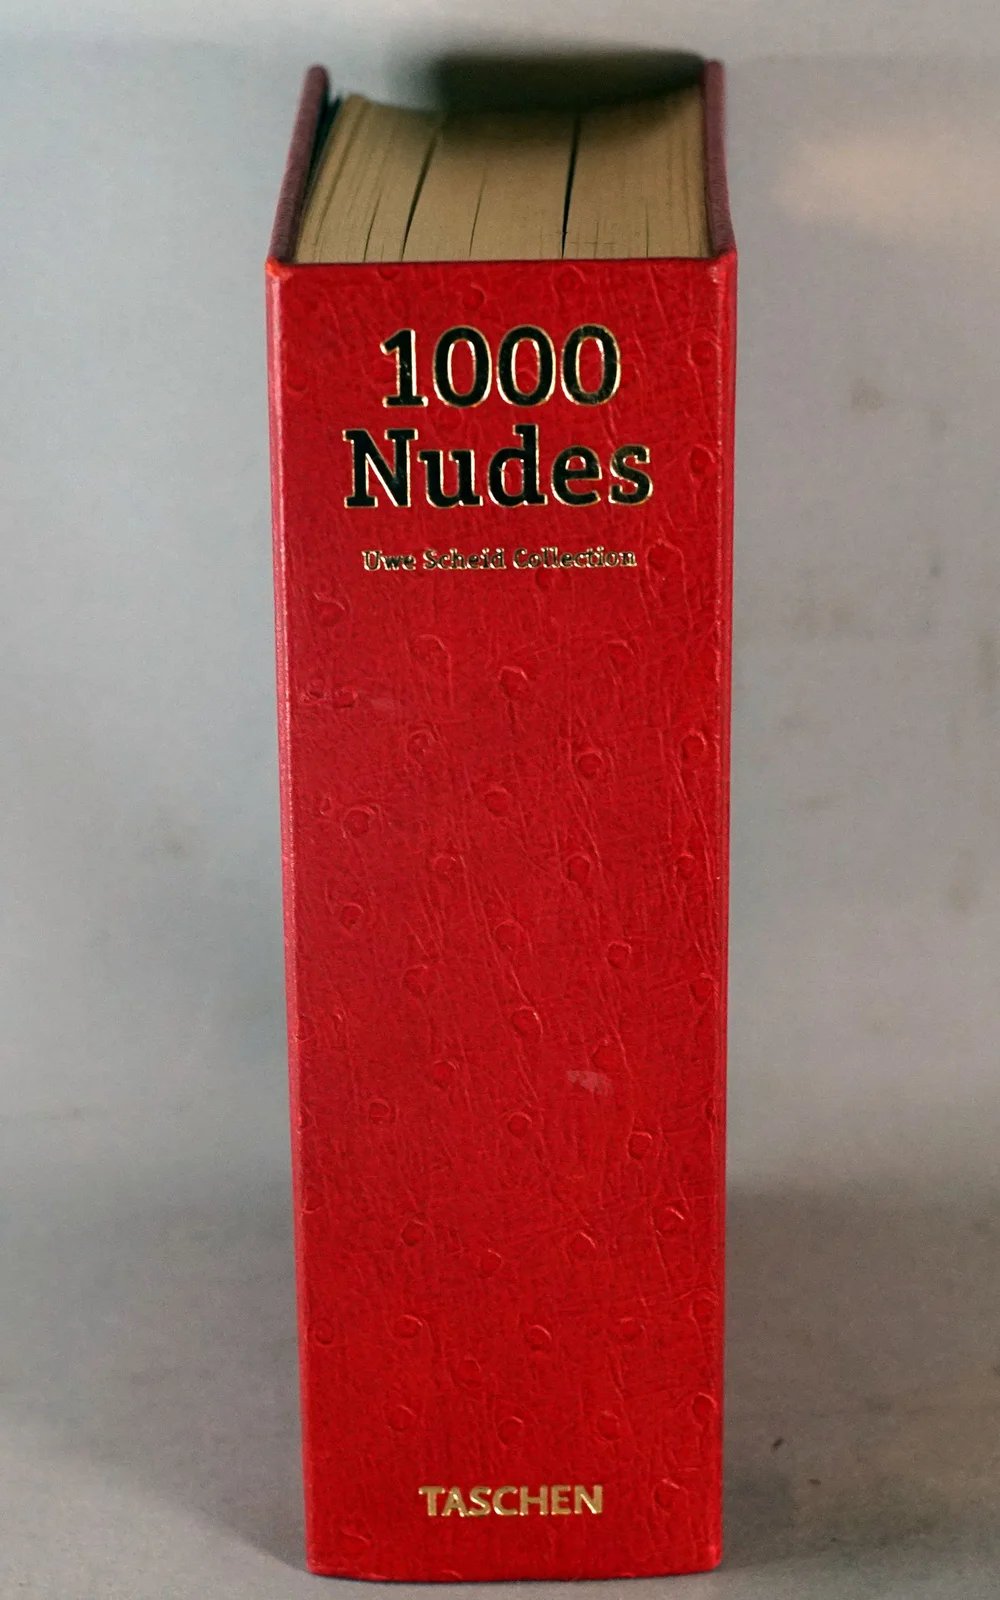 1000
Nudes
Uwe Scheid Collection
TASCHEN